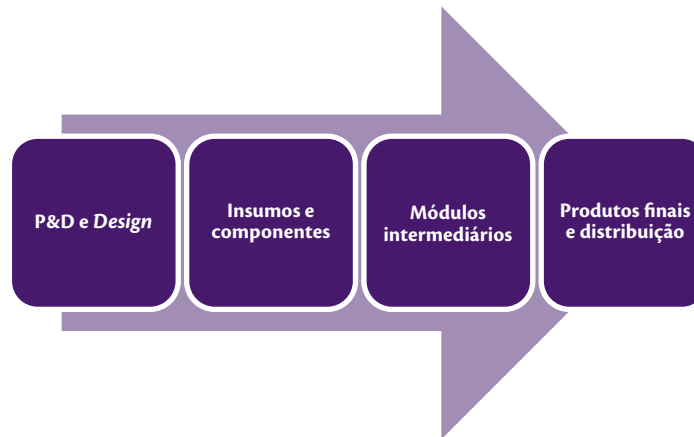 P&D e Design
Insumos e
componentes
Módulos
intermediários
Produtos finais
e distribuição